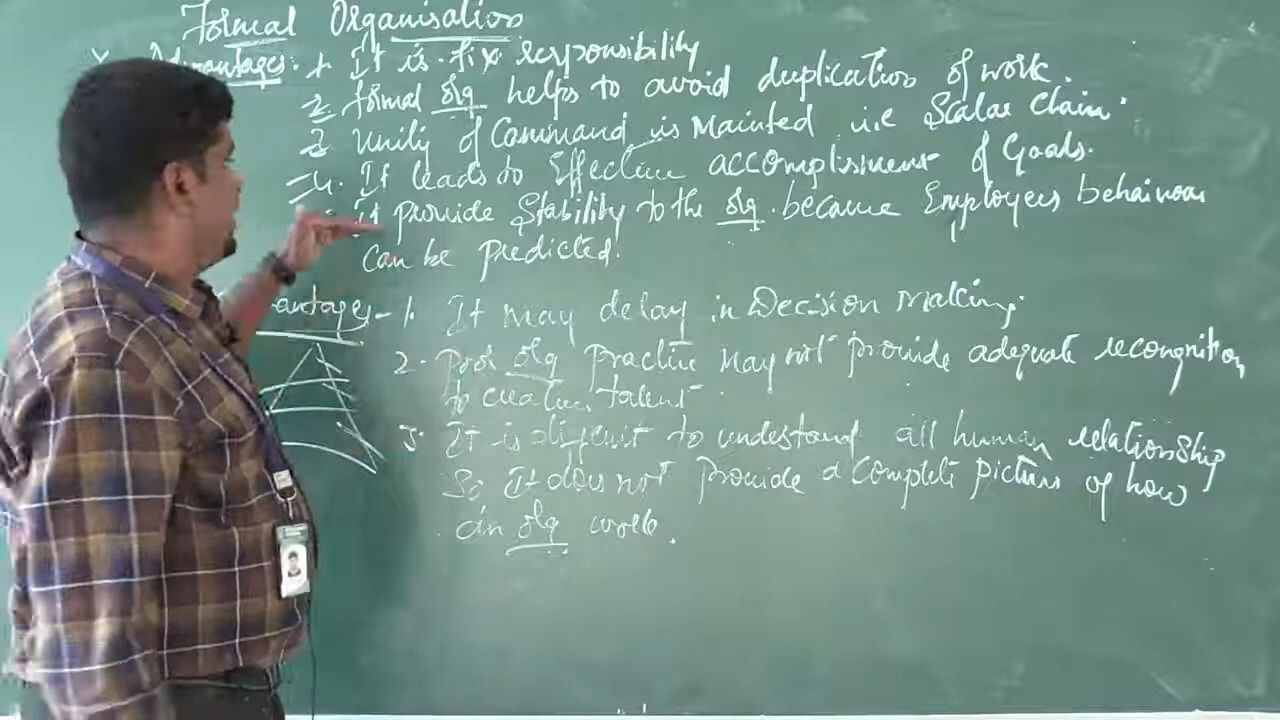 Formal Organisation
Advantages:- 1. It is fix responsibility
2. formal org helps to avoid duplication of work.
3 Unity of Command is Mainted i.e Scalar Chain.
4. It leads to Effective accomplishment of Goals.
It provide Stability to the org. because Employees behaviour
can be predicted.
antages - 1. It may delay in Decision Making.
2. Poor org Practice May not provide adequate recognition
to creative talent.
3. It is difficult to understand all human relationship
So It does not provide a Complete picture of how
an org work.